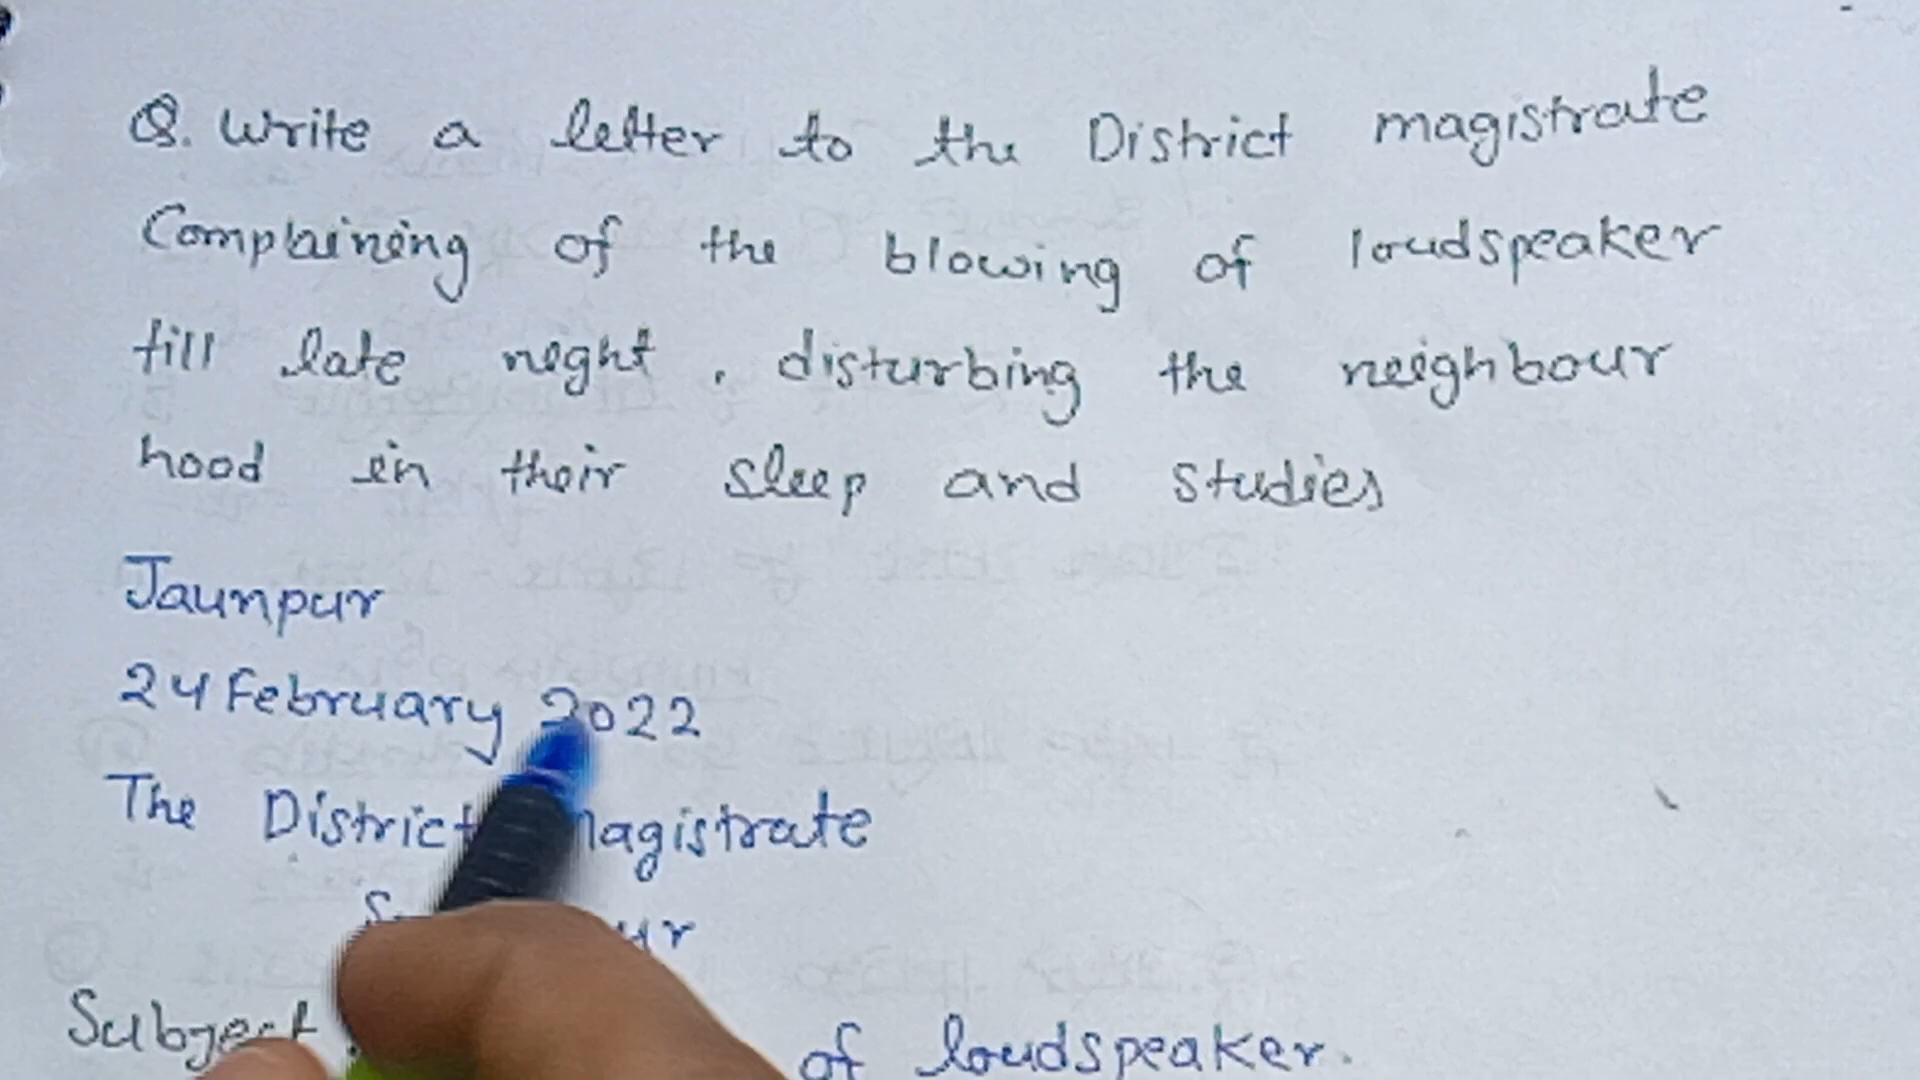 Q. Write a letter to the District magistrate
Complaining of the blowing of loudspeaker
till late night, disturbing the neighbour
hood in their sleep and studies
Jaunpur
24 February 2022
The District Magistrate
Subject
of loudspeaker.